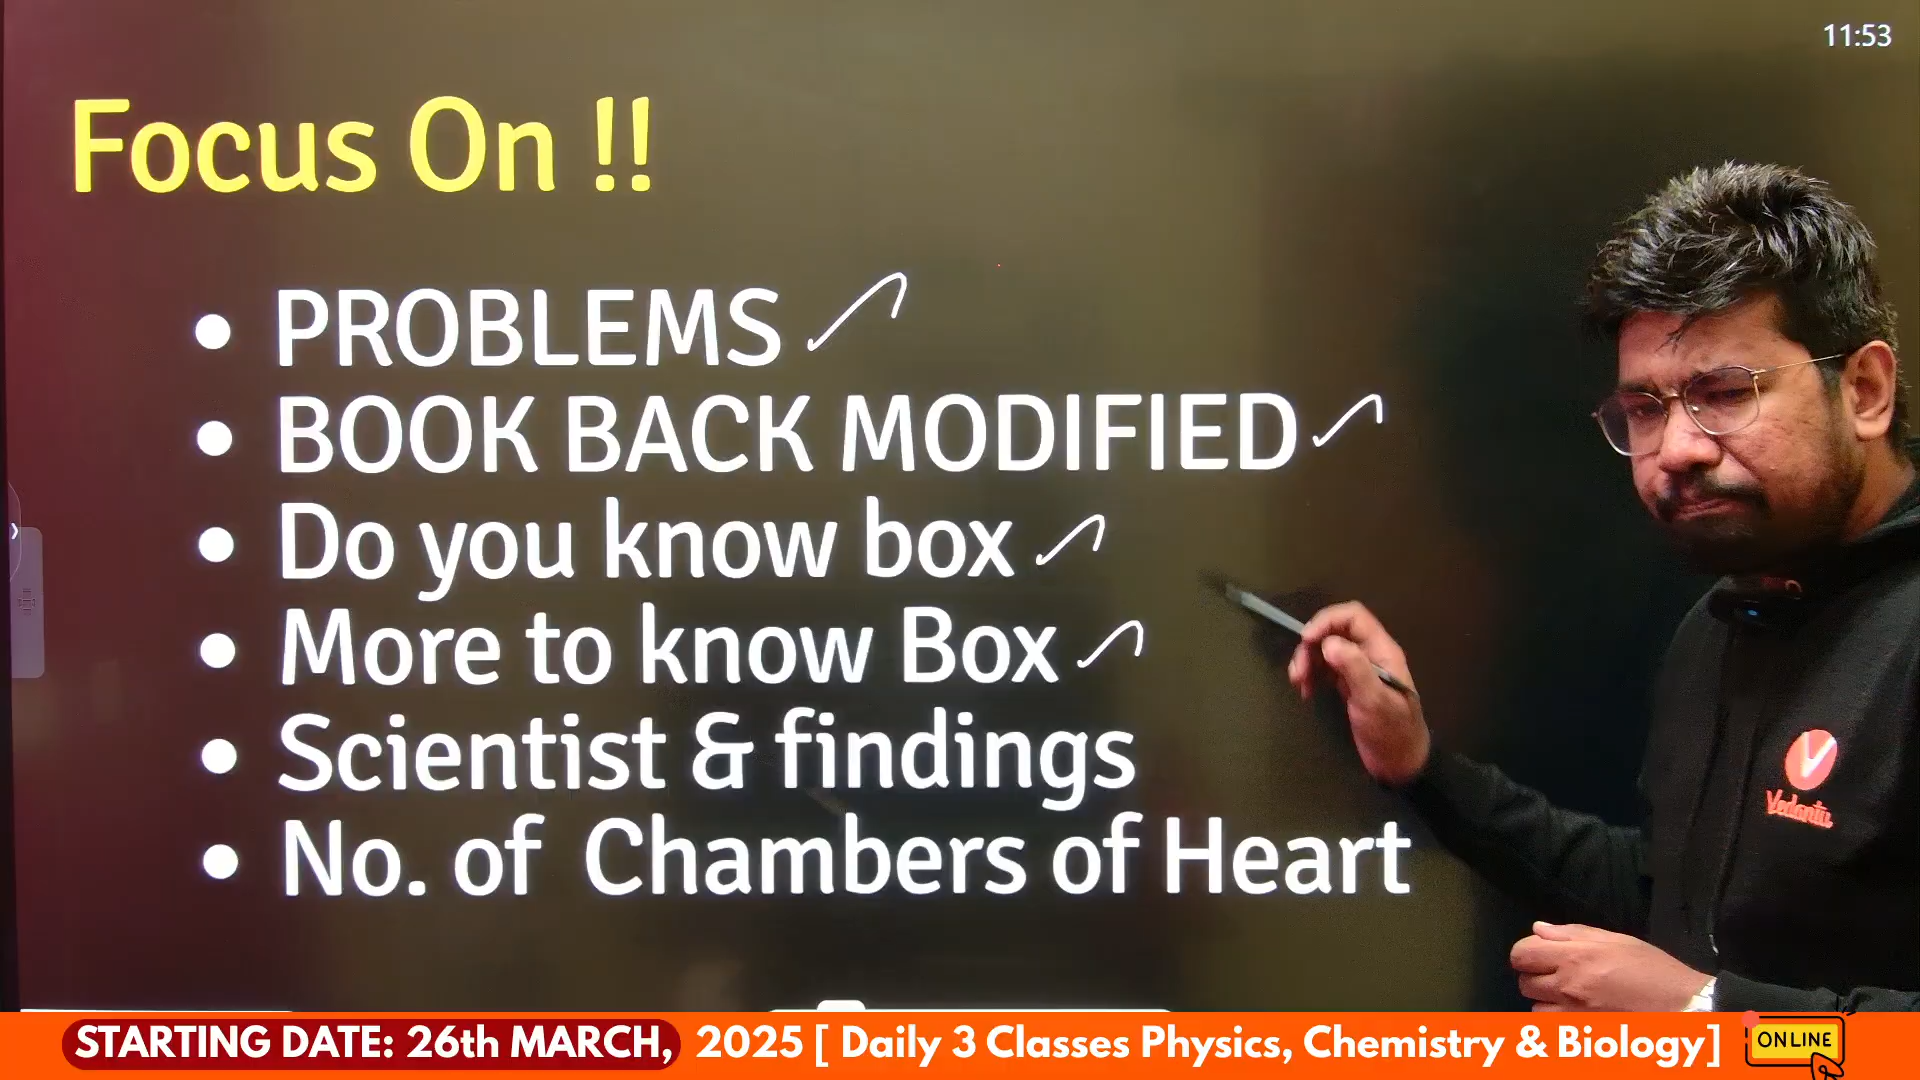 11:53
Focus On !!
• PROBLEMS
• BOOK BACK MODIFIED
• Do you know box
• More to know Box
• Scientist & findings
• No. of Chambers of Heart
Vedantu
STARTING DATE: 26th MARCH, 2025 [ Daily 3 Classes Physics, Chemistry & Biology]
ONLINE